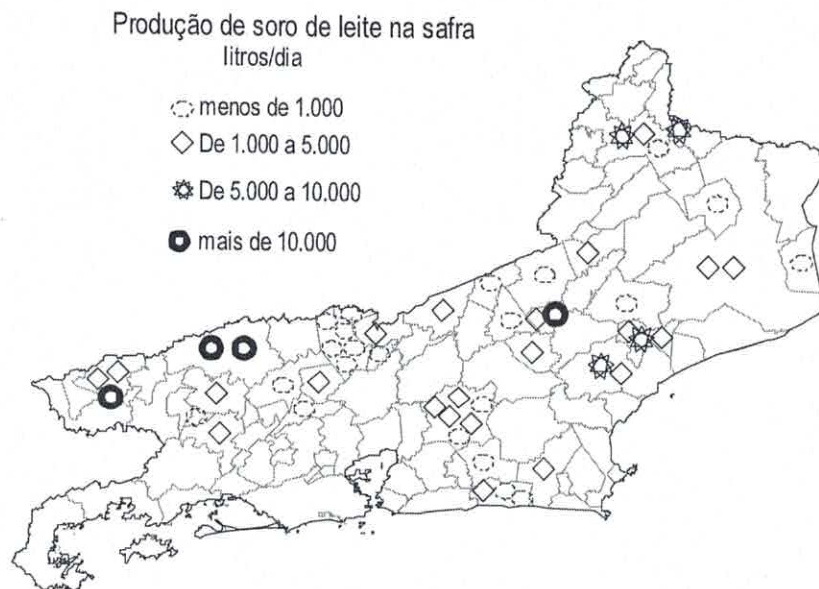 Produção de soro de leite na safra
litros/dia
menos de 1.000
De 1.000 a 5.000
De 5.000 a 10.000
mais de 10.000